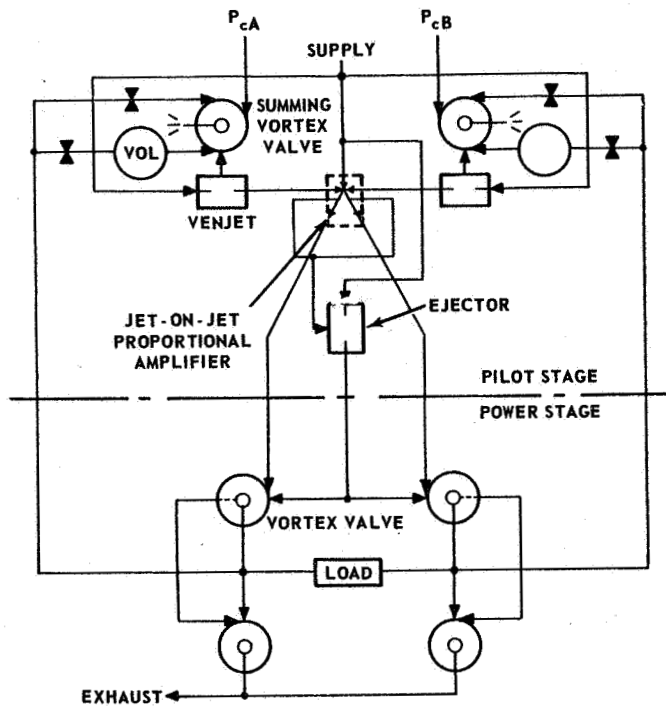 PcA
PcB
SUPPLY
SUMMING
VORTEX
VALVE
VOL
VENJET
JET-ON-JET
PROPORTIONAL
AMPLIFIER
EJECTOR
PILOT STAGE
POWER STAGE
VORTEX VALVE
LOAD
EXHAUST